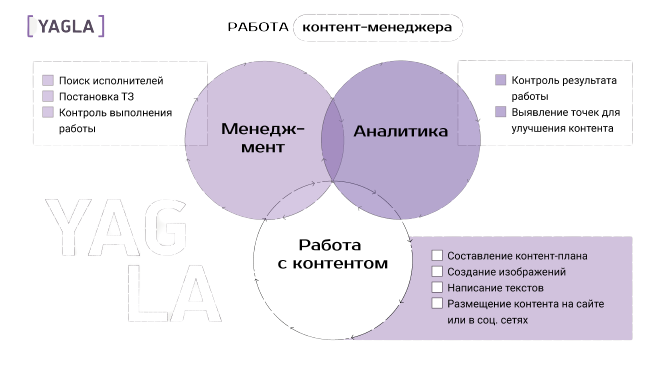 [YAGLA]
РАБОТА контент-менеджера
Поиск исполнителей
Постановка ТЗ
Контроль выполнения
работы
Менедж-
мент
Аналитика
Контроль результата
работы
Выявление точек для
улучшения контента
YAG
LA
Работа
с контентом
Составление контент-плана
Создание изображений
Написание текстов
Размещение контента на сайте
или в соц. сетях